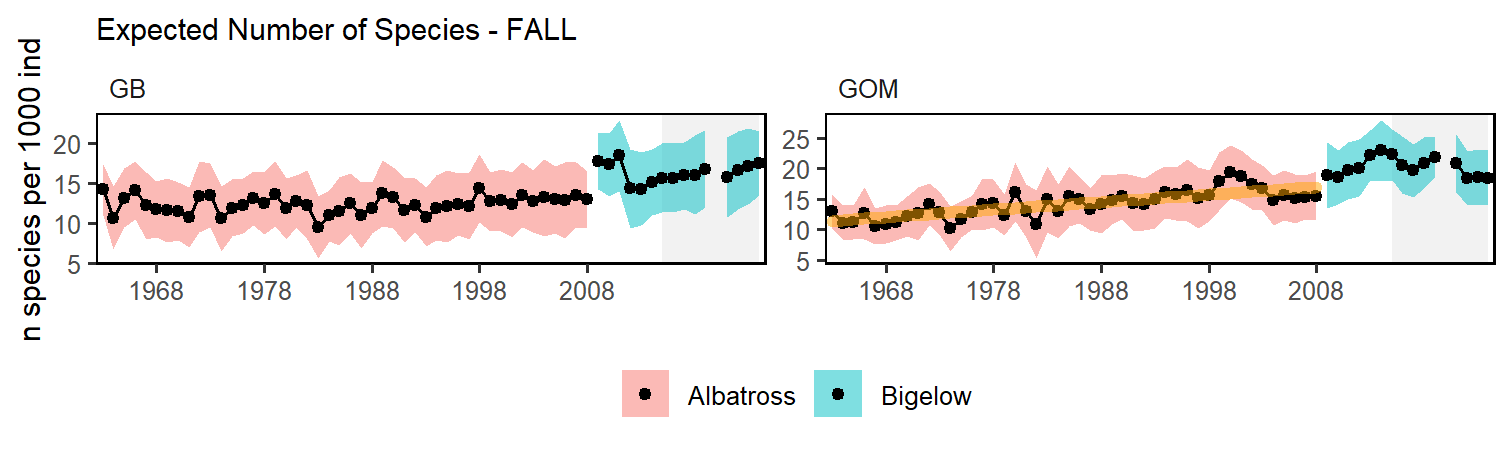 Expected Number of Species - FALL
n species per 1000 ind
GB
20
15
10
5
1968 1978 1988 1998 2008
GOM
25
20
15
10
5
1968 1978 1988 1998 2008
Albatross Bigelow